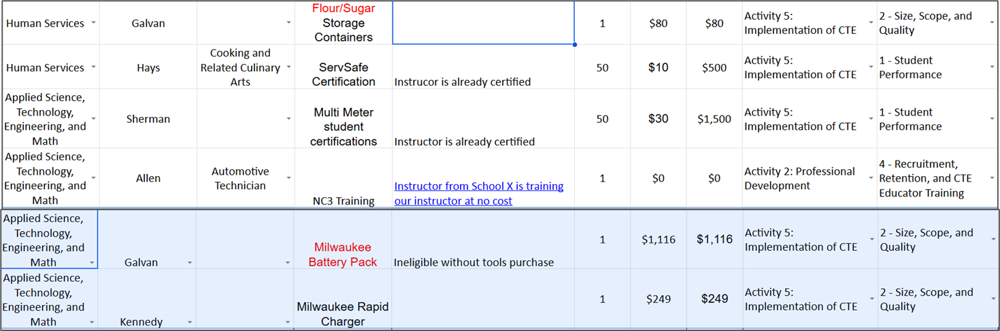 Human Services
Galvan
Flour/Sugar
Storage
Containers
1
$80
$80
Activity 5:
Implementation of CTE
2 - Size, Scope, and
Quality
Human Services
Hays
Cooking and
Related Culinary
Arts
ServSafe
Certification
Instrucor is already certified
50
$10
$500
Activity 5:
Implementation of CTE
1 - Student
Performance
Applied Science,
Technology,
Engineering, and
Math
Sherman
Multi Meter
student
certifications
Instructor is already certified
50
$30
$1,500
Activity 5:
Implementation of CTE
1 - Student
Performance
Applied Science,
Technology,
Engineering, and
Math
Allen
Automotive
Technician
NC3 Training
Instructor from School X is training
our instructor at no cost
1
$0
$0
Activity 2: Professional
Development
4 - Recruitment,
Retention, and CTE
Educator Training
Applied Science,
Technology,
Engineering, and
Math
Galvan
Milwaukee
Battery Pack
Ineligible without tools purchase
1
$1,116
$1,116
Activity 5:
Implementation of CTE
2 - Size, Scope, and
Quality
Applied Science,
Technology,
Engineering, and
Math
Kennedy
Milwaukee Rapid
Charger
1
$249
$249
Activity 5:
Implementation of CTE
2 - Size, Scope, and
Quality